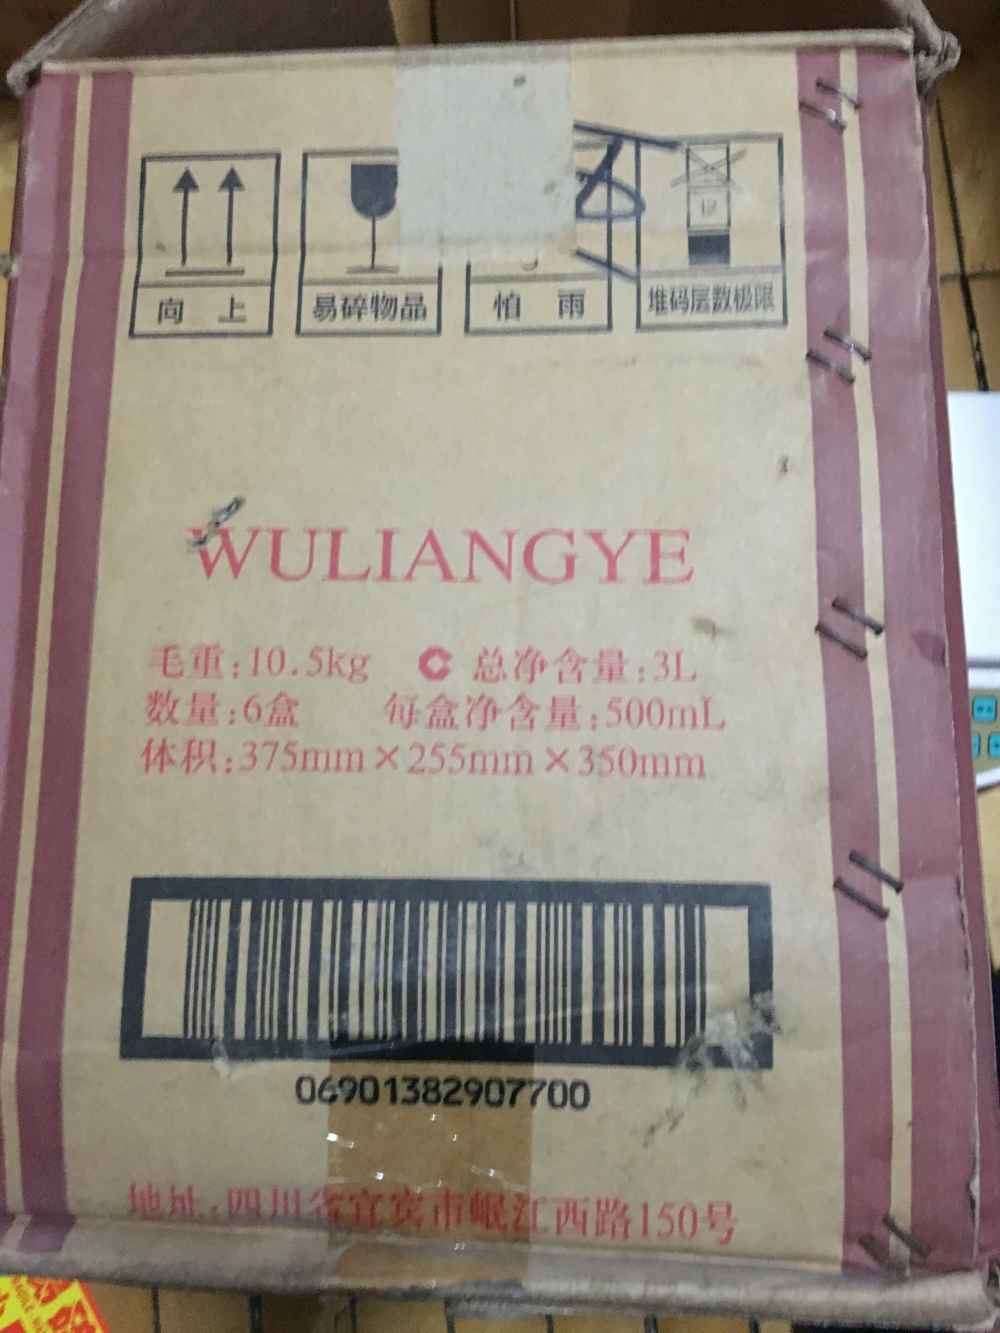 向 上 易碎物品 怕 雨 堆码层数极限
12
WULIANGYE
毛重:10.5kg C 总净含量:3L
数量:6盒 每盒净含量:500mL
体积:375mm×255mm×350mm
06901382907700
地址:四川省宜宾市岷江西路150号